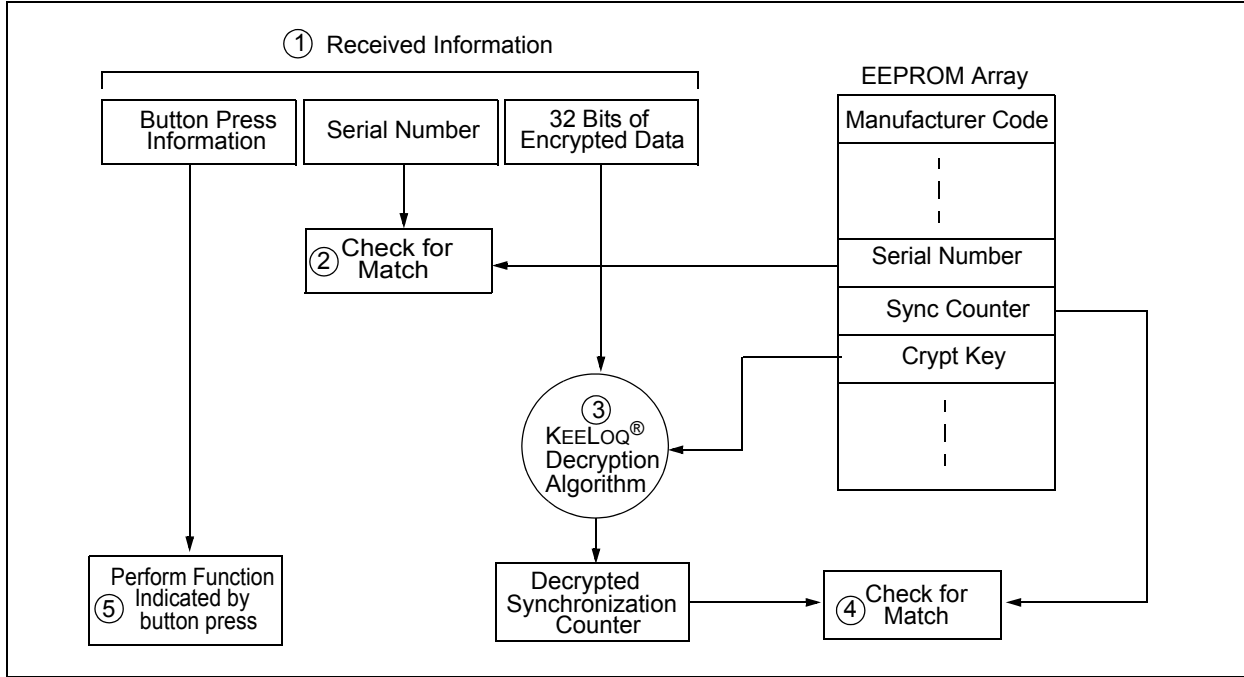 ① Received Information
EEPROM Array
Button Press
Information
Serial Number
32 Bits of
Encrypted Data
Manufacturer Code
② Check for
Match
Serial Number
Sync Counter
Crypt Key
③
KEELOQ®
Decryption
Algorithm
Perform Function
⑤ Indicated by
button press
Decrypted
Synchronization
Counter
④ Check for
Match